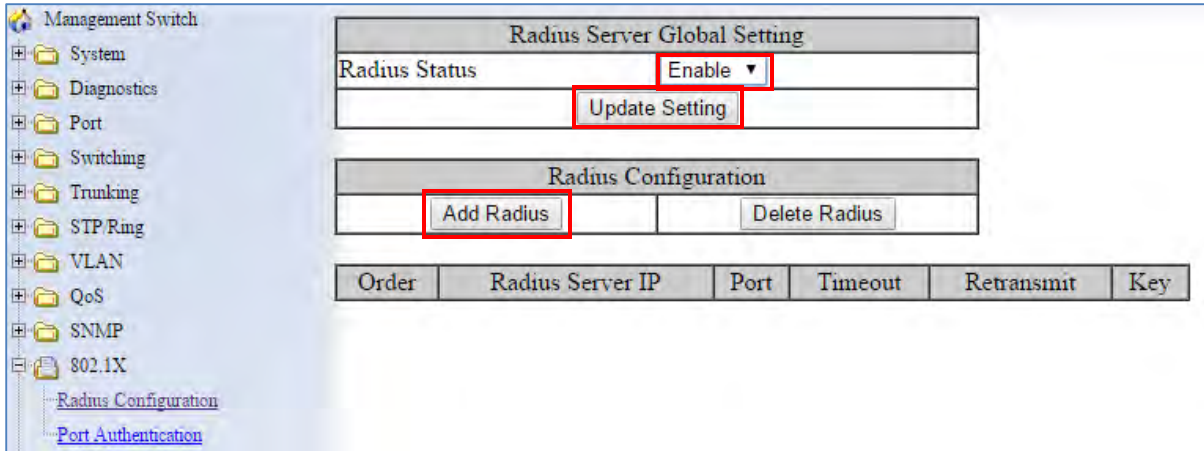 Management Switch
System
Diagnostics
Port
Switching
Trunking
STP/Ring
VLAN
QoS
SNMP
802.1X
Radius Configuration
Port Authentication
Radius Server Global Setting
Radius Status Enable
Update Setting
Radius Configuration
Add Radius Delete Radius
Order Radius Server IP Port Timeout Retransmit Key